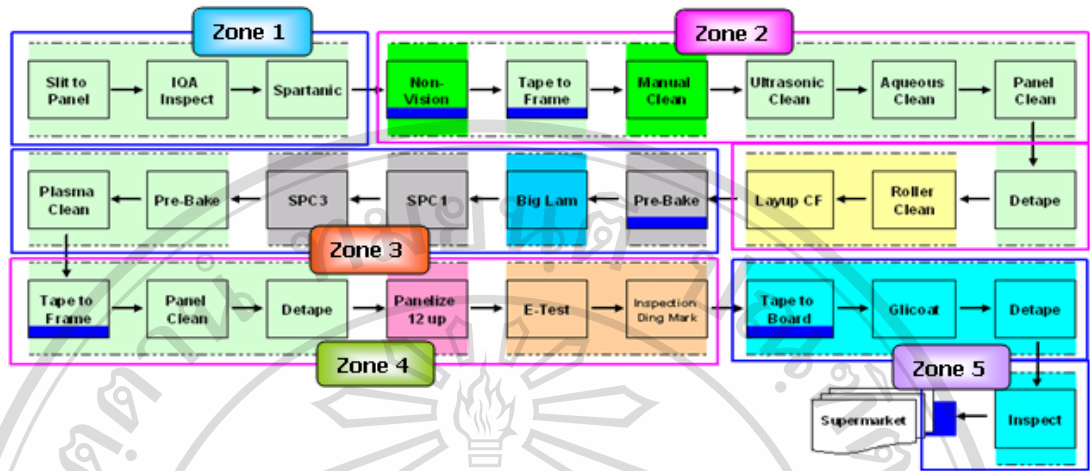 Zone 1
Zone 2
Slit to
Panel
IQA
Inspect
Spartanic
Non-
Vision
Tape to
Frame
Manual
Clean
Ultrasonic
Clean
Aqueous
Clean
Panel
Clean
Plasma
Clean
Pre-Bake
SPC3
SPC1
Big Lam
Pre-Bake
Layup CF
Roller
Clean
Detape
Zone 3
Tape to
Frame
Panel
Clean
Detape
Panelize
12 up
E-Test
Inspection
Ding Mark
Tape to
Board
Glicoat
Detape
Zone 4
Zone 5
Supermarket
Inspect